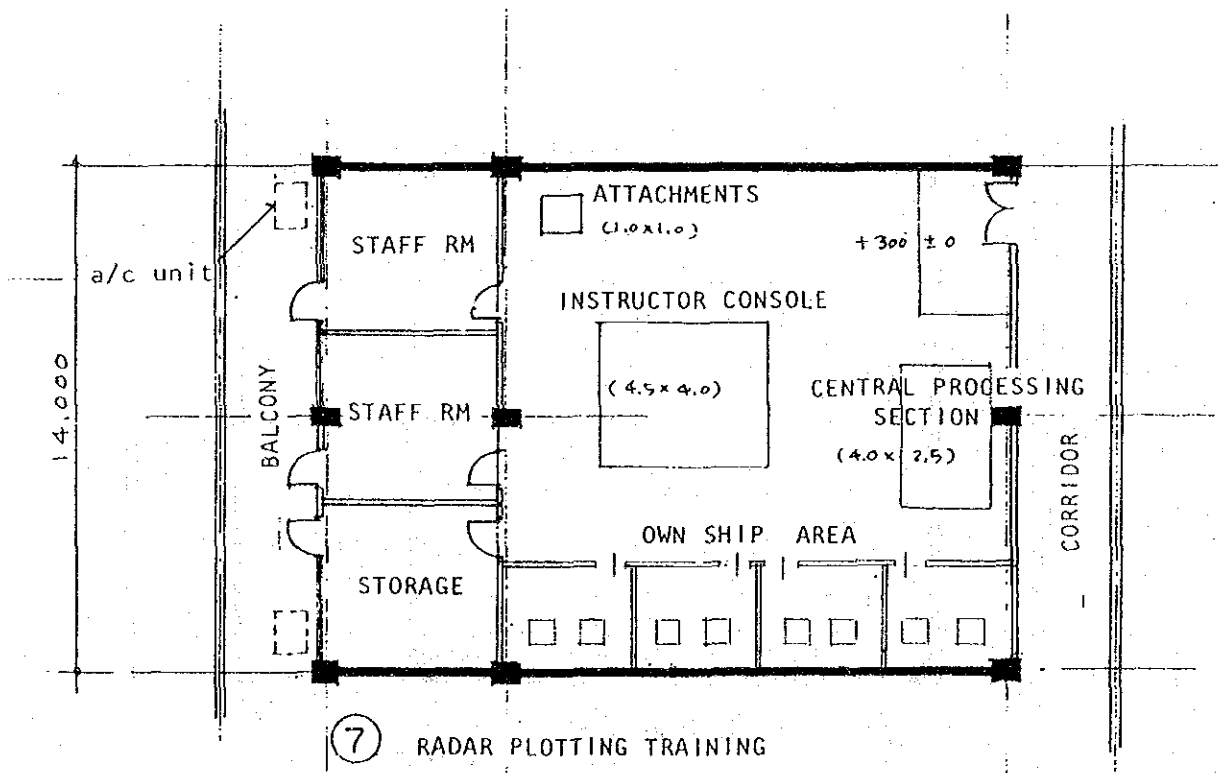 ATTACHMENTS
(1.0x1.0)
STAFF RM
+300 ±0
a/c unit
INSTRUCTOR CONSOLE
14.000
BALCONY
STAFF RM
(4.5 x 4.0)
CENTRAL PROCESSING
SECTION
(4.0 x 2.5)
CORRIDOR
OWN SHIP AREA
STORAGE
7 RADAR PLOTTING TRAINING